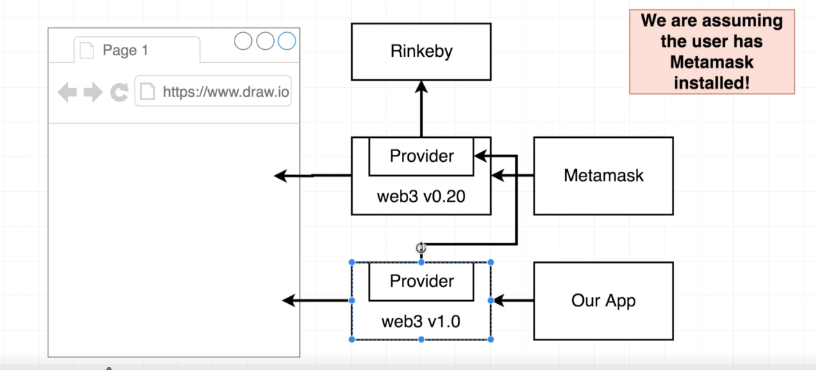 Page 1
https://www.draw.io
Rinkeby
We are assuming
the user has
Metamask
installed!
Provider
web3 v0.20
Metamask
Provider
web3 v1.0
Our App